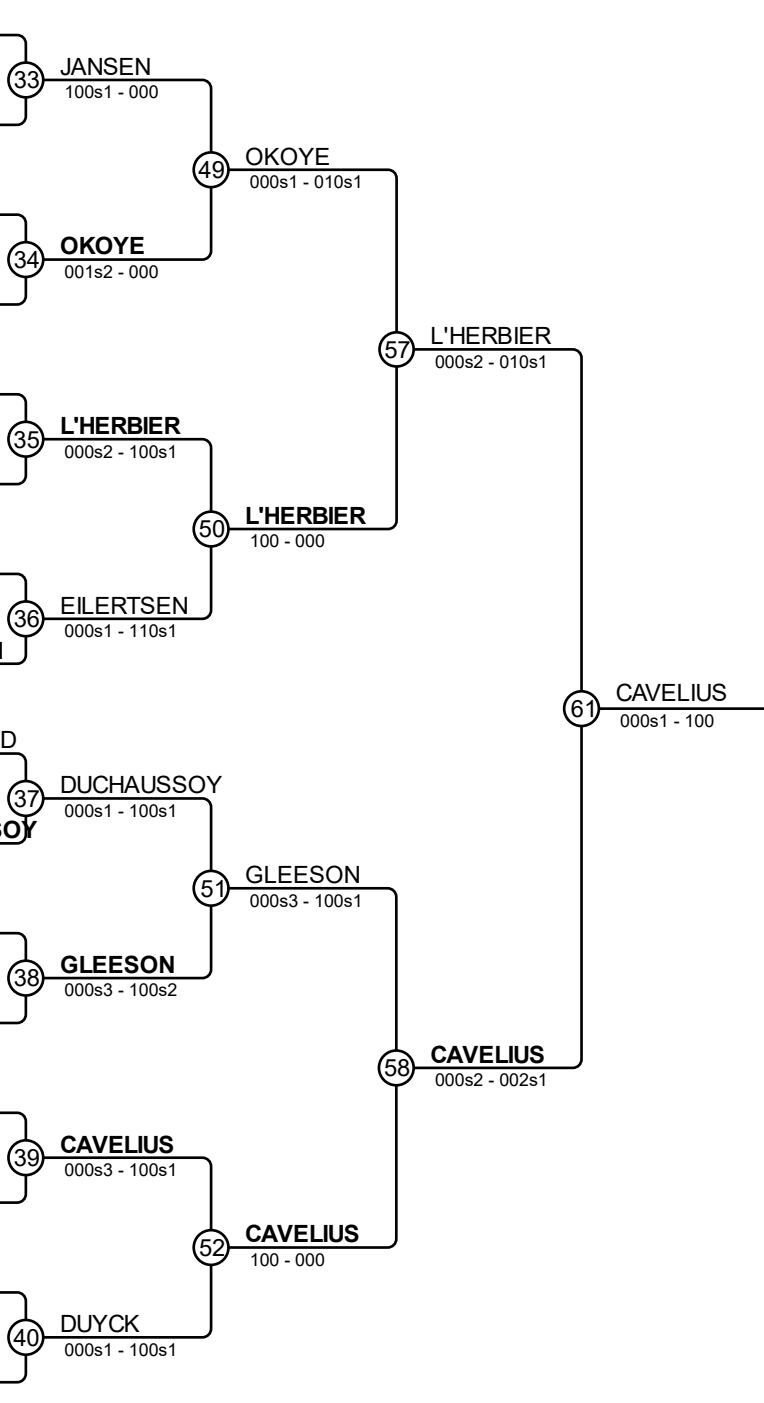 JANSEN
33
100s1 - 000
OKOYE
49
000s1 - 010s1
OKOYE
34
001s2 - 000
L'HERBIER
57
000s2 - 010s1
L'HERBIER
35
000s2 - 100s1
L'HERBIER
50
100 - 000
EILERTSEN
36
000s1 - 110s1
CAVELIUS
61
000s1 - 100
D
DUCHAUSSOY
37
000s1 - 100s1
OY
GLEESON
51
000s3 - 100s1
GLEESON
38
000s3 - 100s2
CAVELIUS
58
000s2 - 002s1
CAVELIUS
39
000s3 - 100s1
CAVELIUS
52
100 - 000
DUYCK
40
000s1 - 100s1